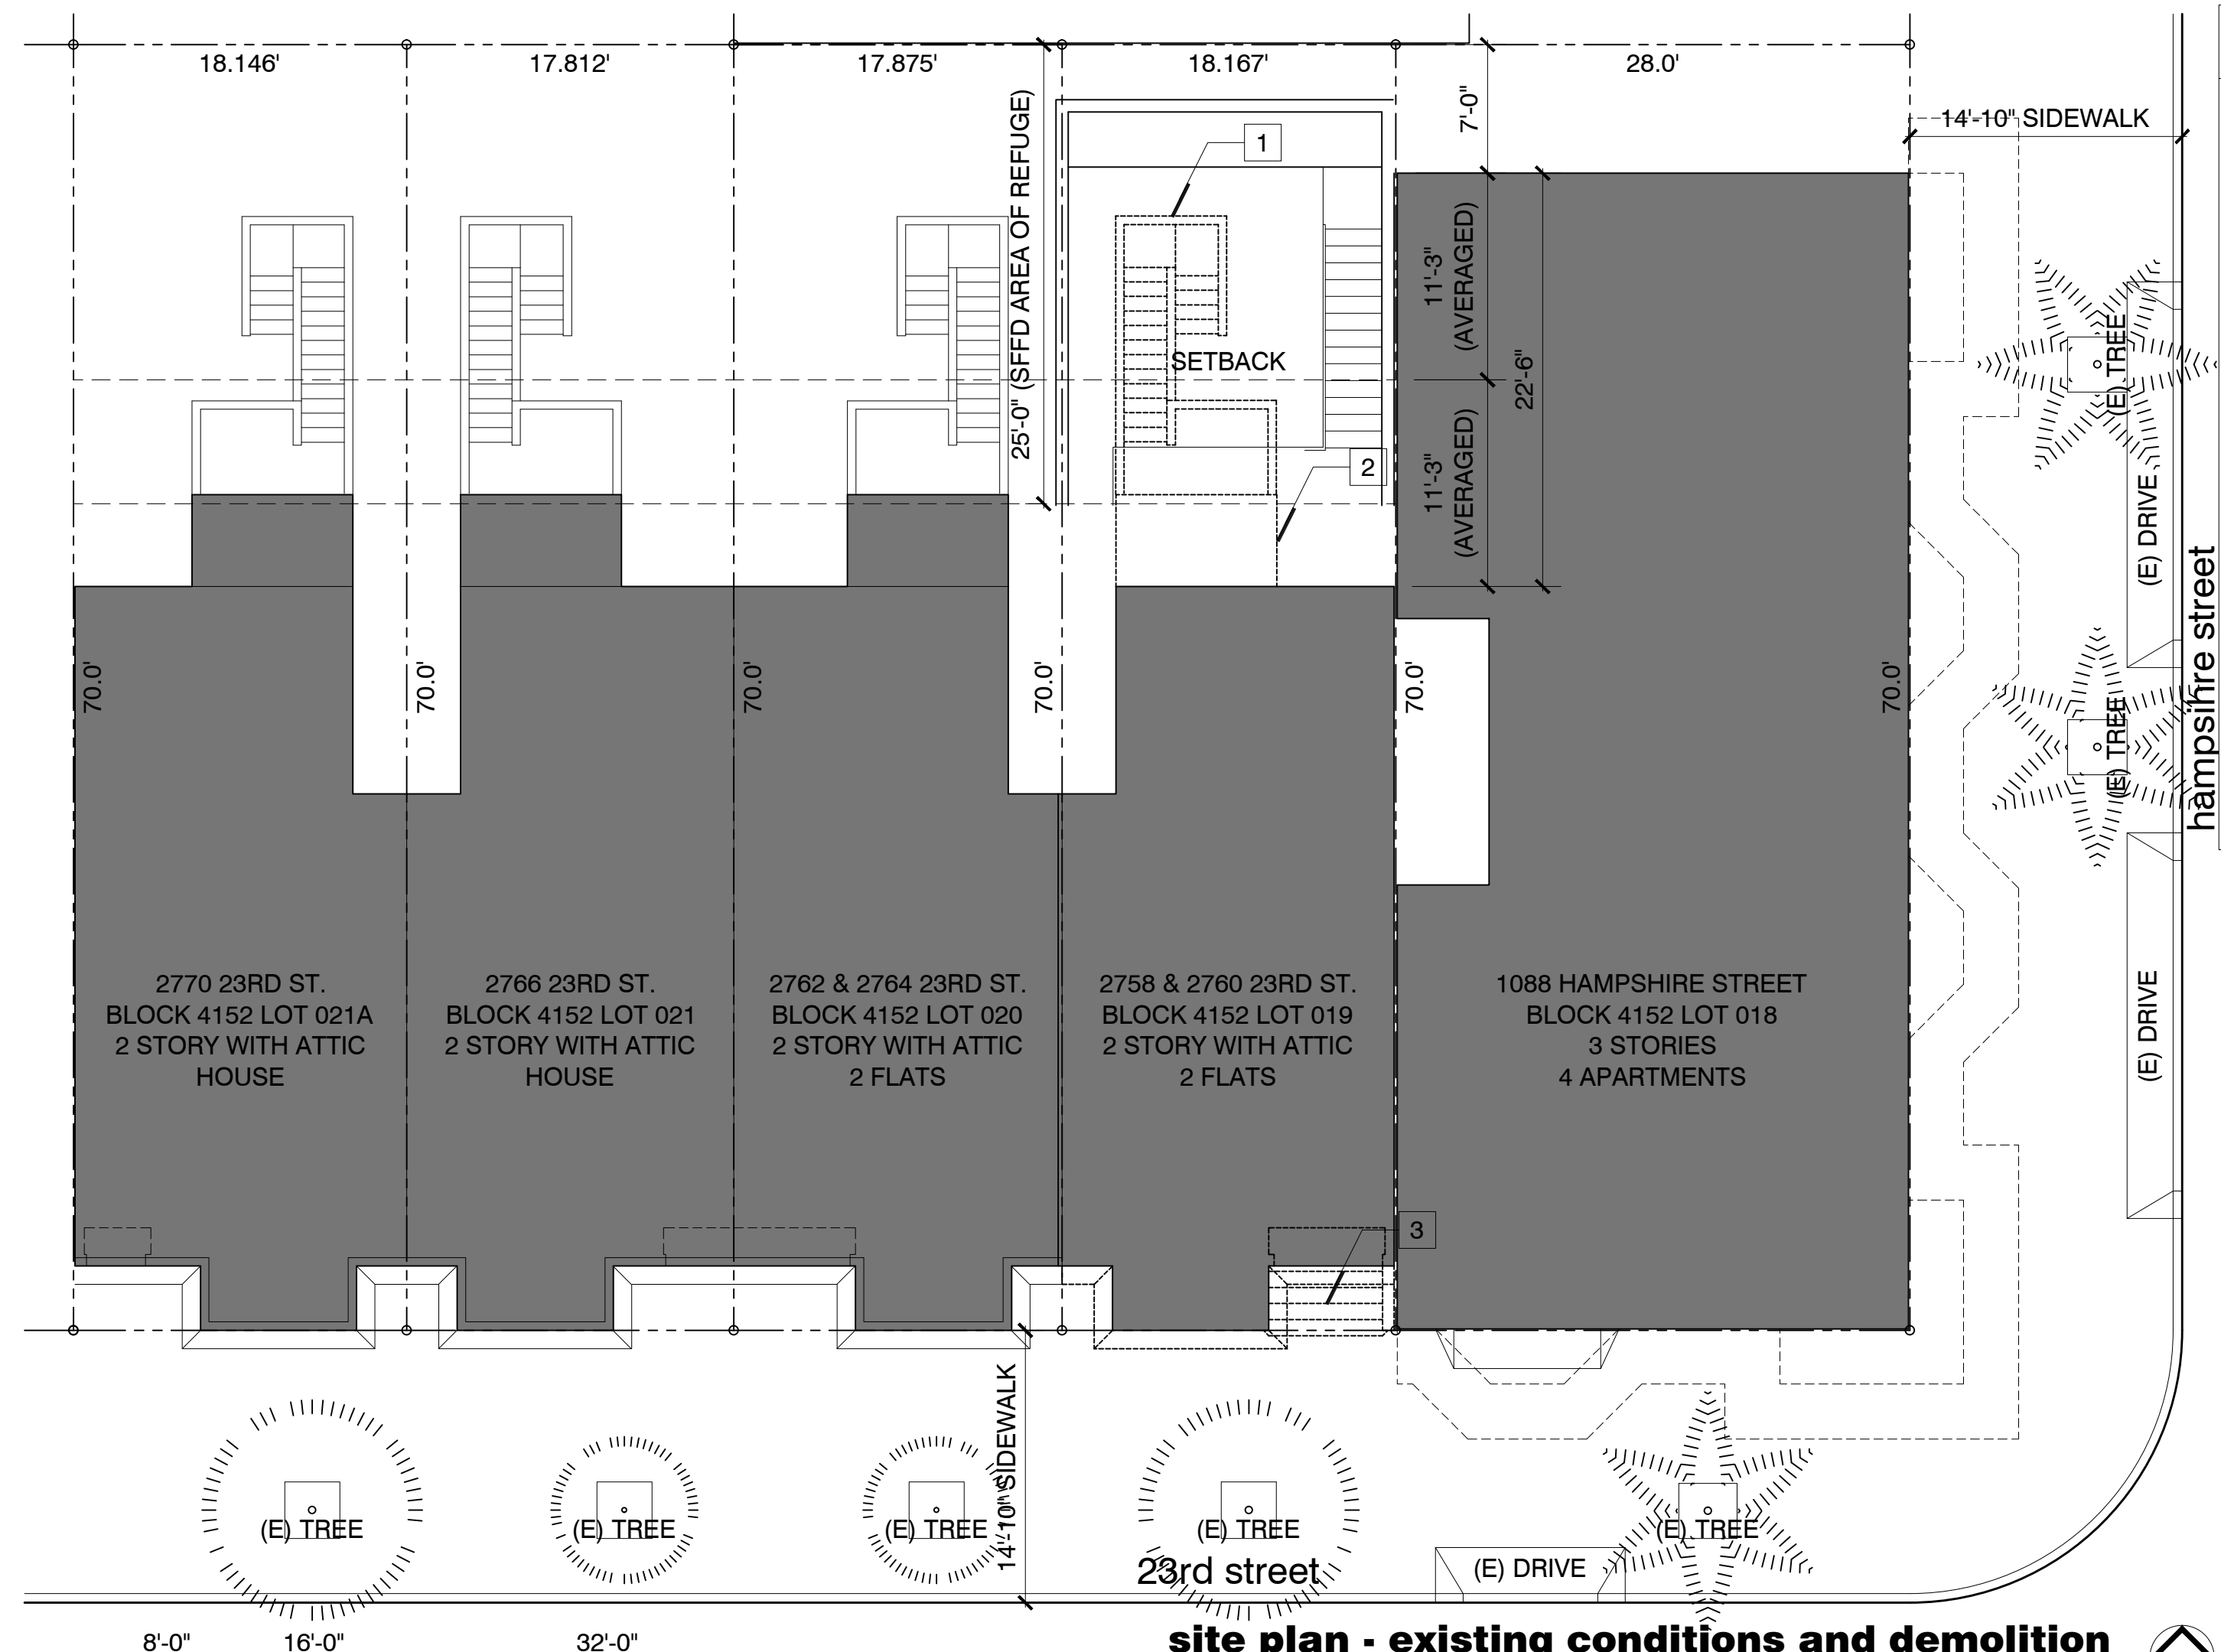 18.146'
17.812'
17.875'
18.167'
28.0'
14'-10" SIDEWALK
7'-0"
25'-0" (SFFD AREA OF REFUGE)
1
SETBACK
2
11'-3"
(AVERAGED)
11'-3"
(AVERAGED)
22'-6"
(E) TREE
(E) DRIVE
(E) TREE
hampsihre street
(E) DRIVE
70.0'
70.0'
70.0'
70.0'
70.0'
70.0'
2770 23RD ST.
BLOCK 4152 LOT 021A
2 STORY WITH ATTIC
HOUSE
2766 23RD ST.
BLOCK 4152 LOT 021
2 STORY WITH ATTIC
HOUSE
2762 & 2764 23RD ST.
BLOCK 4152 LOT 020
2 STORY WITH ATTIC
2 FLATS
2758 & 2760 23RD ST.
BLOCK 4152 LOT 019
2 STORY WITH ATTIC
2 FLATS
1088 HAMPSHIRE STREET
BLOCK 4152 LOT 018
3 STORIES
4 APARTMENTS
3
14'-10" SIDEWALK
(E) TREE
(E) TREE
(E) TREE
(E) TREE
(E) TREE
23rd street
(E) DRIVE
8'-0"
16'-0"
32'-0"
site plan - existing conditions and demolition